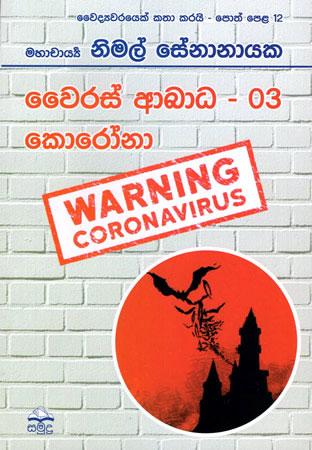 වෛද්‍යවරයෙක් කතා කරයි - පොත් පෙළ 12
මහාචාර්ය නිමල් සේනානායක
වෛරස් ආබාධ - 03
කොරෝනා
WARNING
CORONAVIRUS
සමුදු